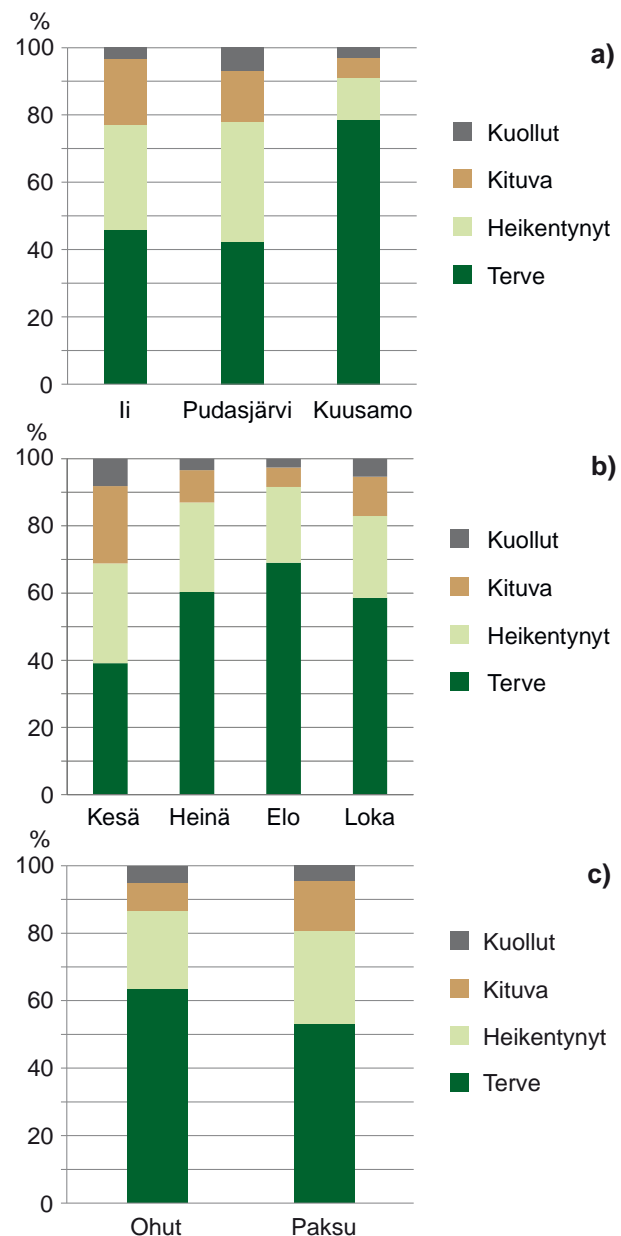 %
a)
100
80
60
40
20
0
Kuollut
Kituva
Heikentynyt
Terve
Ii Pudasjärvi Kuusamo
%
b)
100
80
60
40
20
0
Kuollut
Kituva
Heikentynyt
Terve
Kesä Heinä Elo Loka
%
c)
100
80
60
40
20
0
Kuollut
Kituva
Heikentynyt
Terve
Ohut Paksu